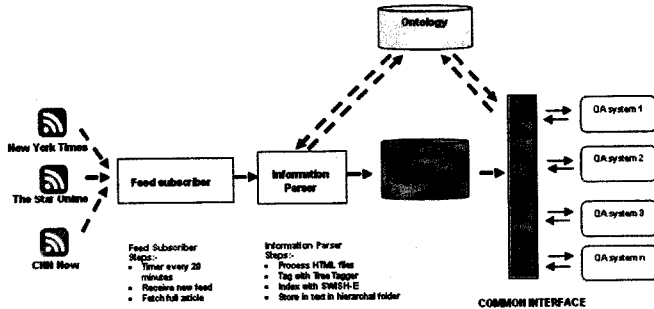 Ontology
New York Times
The Star Online
CNN Now
Feed subscriber
Information
Parser
QA system 1
QA system 2
QA system 3
QA system n
Feed Subscriber
Steps:-
• Timer every 20
minutes
• Receive new feed
• Fetch full article
Information Parser
Steps:-
• Process HTML files
• Tag with Tree Tagger
• Index with SWISH-E
• Store in text in hierarchal folder
COMMON INTERFACE